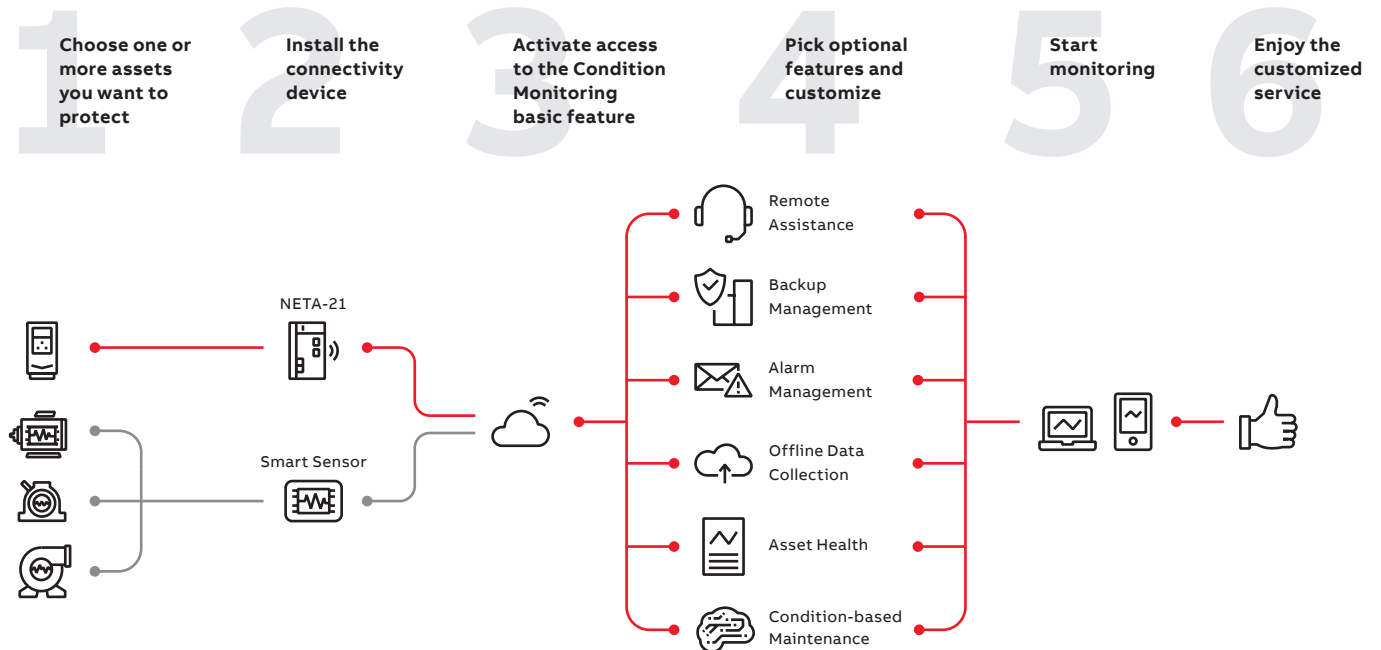 1
Choose one or
more assets
you want to
protect
2
Install the
connectivity
device
3
Activate access
to the Condition
Monitoring
basic feature
4
Pick optional
features and
customize
5
Start
monitoring
6
Enjoy the
customized
service
NETA-21
Smart Sensor
Remote
Assistance
Backup
Management
Alarm
Management
Offline Data
Collection
Asset Health
Condition-based
Maintenance